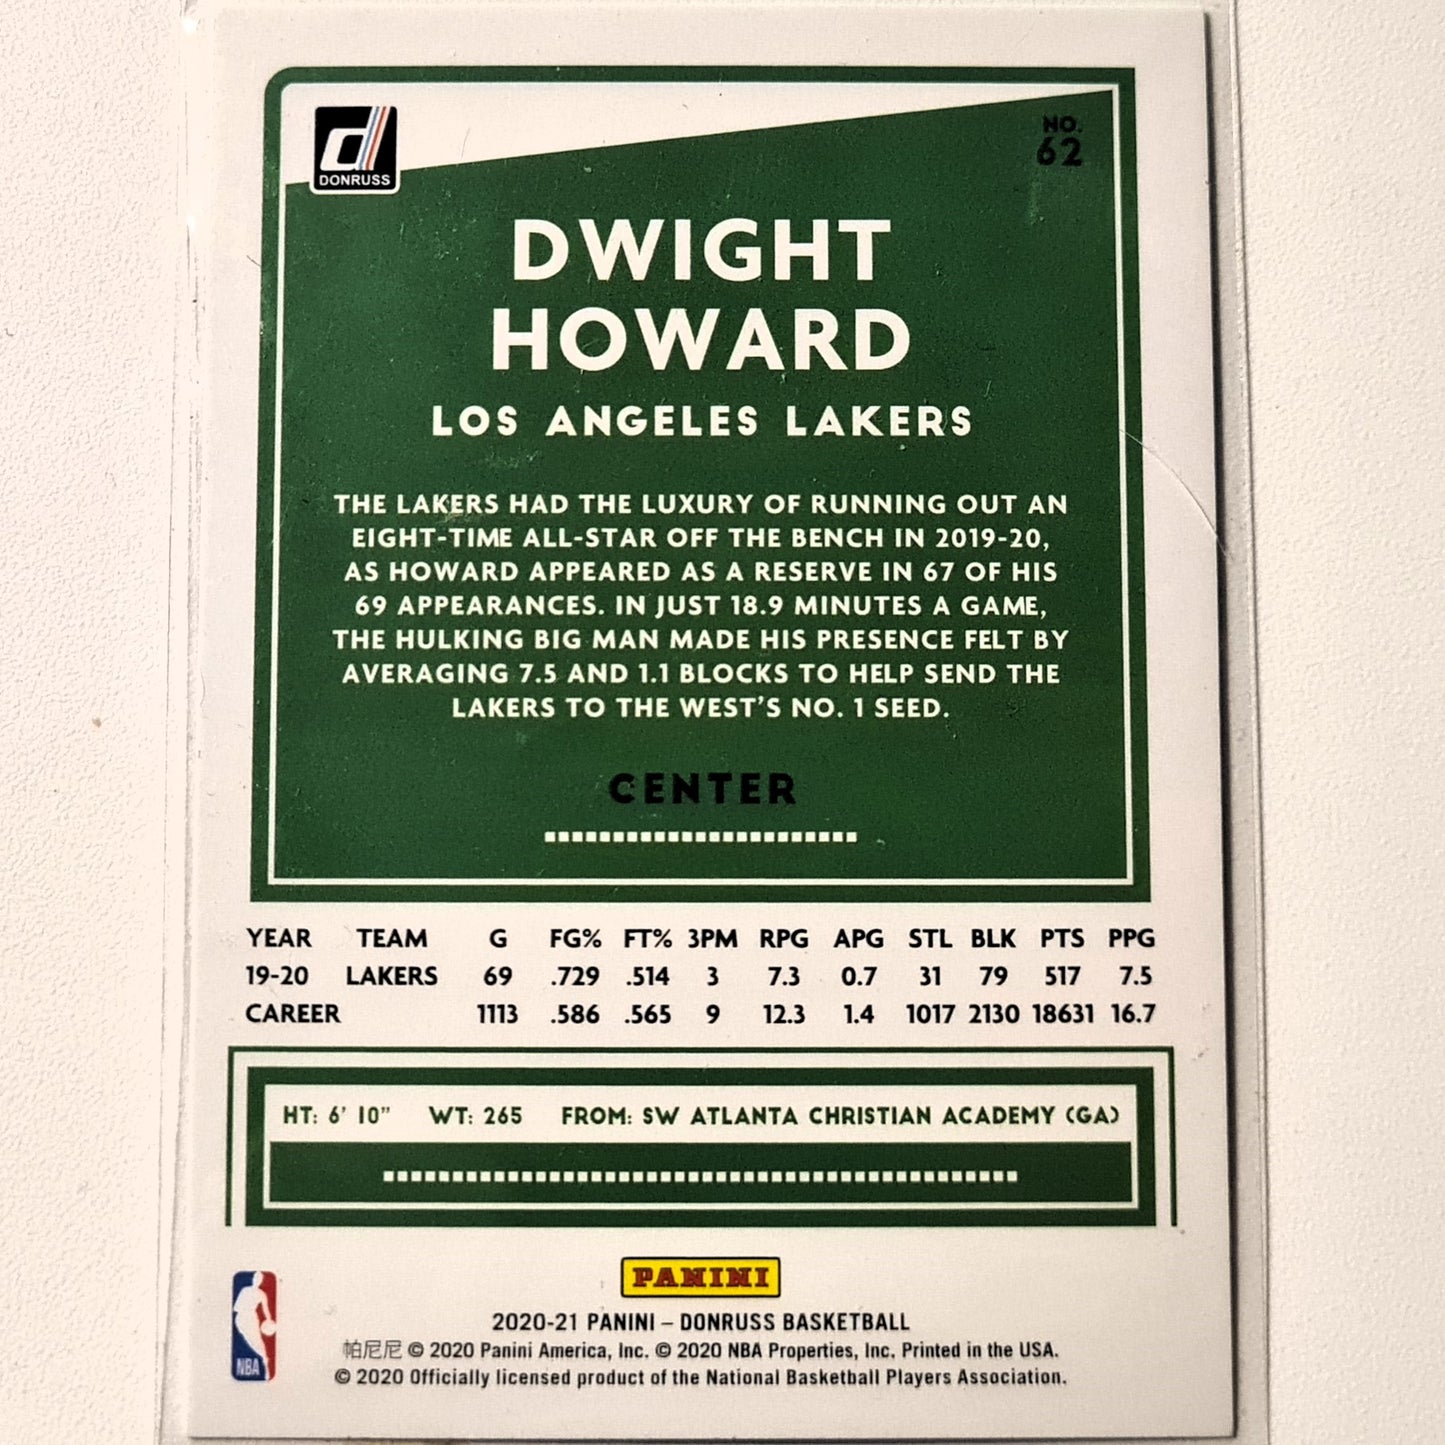 DONRUSS
NO.
62
DWIGHT
HOWARD
LOS ANGELES LAKERS
THE LAKERS HAD THE LUXURY OF RUNNING OUT AN
EIGHT-TIME ALL-STAR OFF THE BENCH IN 2019-20,
AS HOWARD APPEARED AS A RESERVE IN 67 OF HIS
69 APPEARANCES. IN JUST 18.9 MINUTES A GAME,
THE HULKING BIG MAN MADE HIS PRESENCE FELT BY
AVERAGING 7.5 AND 1.1 BLOCKS TO HELP SEND THE
LAKERS TO THE WEST'S NO. 1 SEED.
CENTER
YEAR TEAM G FG% FT% 3PM RPG APG STL BLK PTS PPG
19-20 LAKERS 69 .729 .514 3 7.3 0.7 31 79 517 7.5
CAREER 1113 .586 .565 9 12.3 1.4 1017 2130 18631 16.7
HT: 6' 10" WT: 265 FROM: SW ATLANTA CHRISTIAN ACADEMY (GA)
PANINI
2020-21 PANINI – DONRUSS BASKETBALL
帕尼尼 © 2020 Panini America, Inc. © 2020 NBA Properties, Inc. Printed in the USA.
© 2020 Officially licensed product of the National Basketball Players Association.
NBA